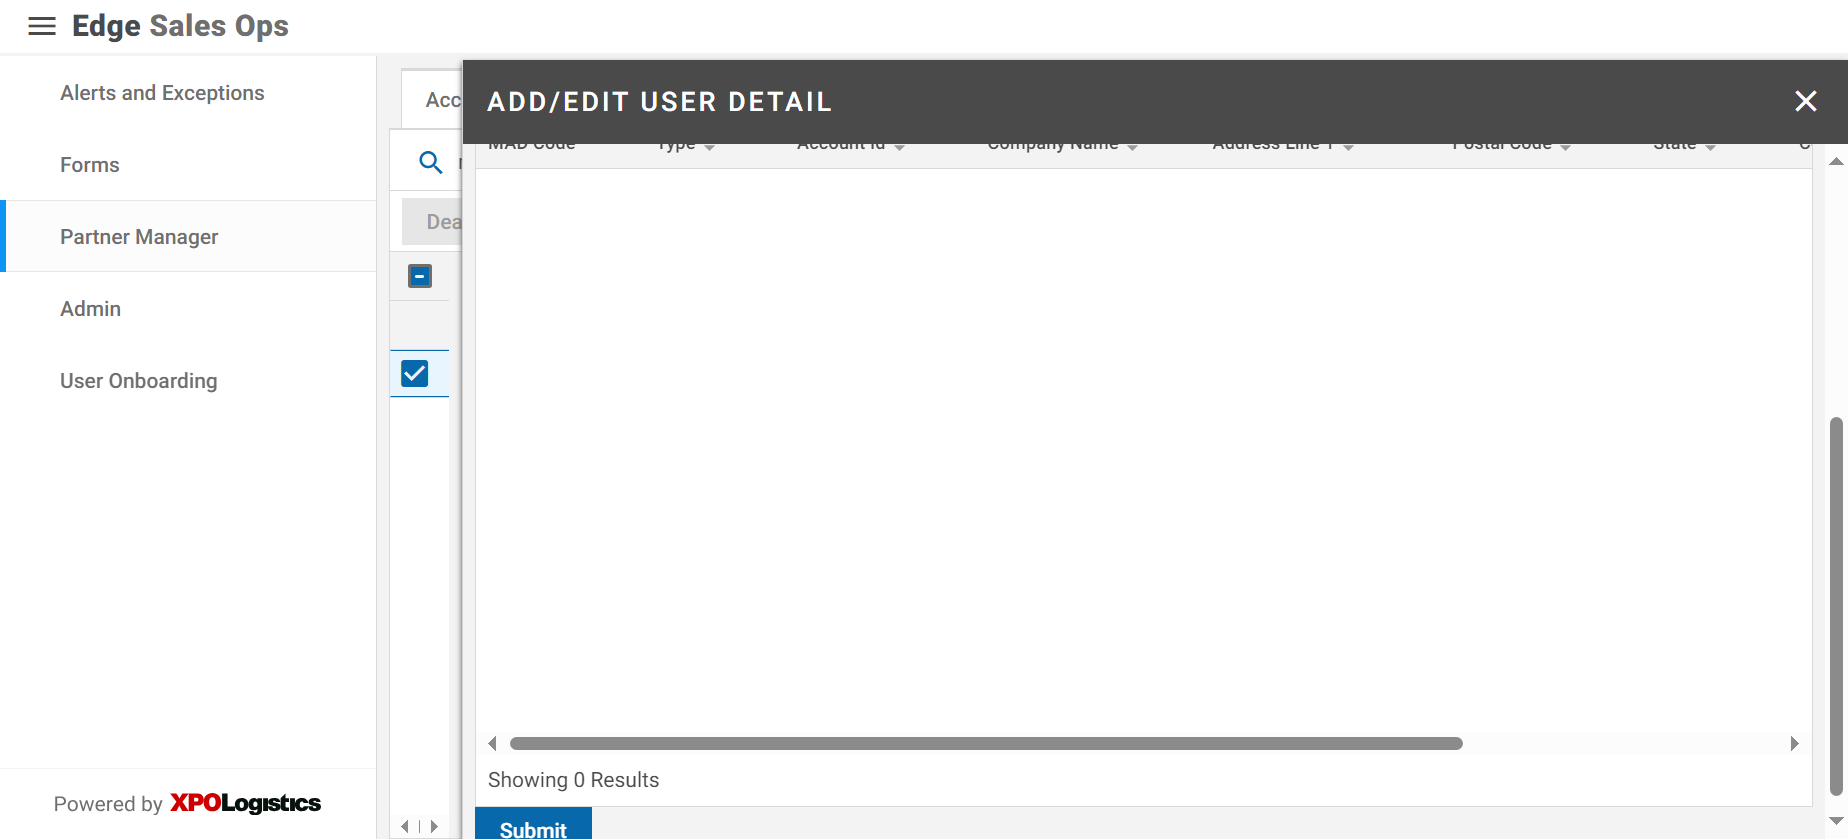 Edge Sales Ops
Alerts and Exceptions
Forms
Partner Manager
Admin
User Onboarding
Powered by XPOLogistics
Acc
Dea
ADD/EDIT USER DETAIL
MAD Code Type Account Id Company Name Address Line 1 Postal Code State C
Showing 0 Results
Submit